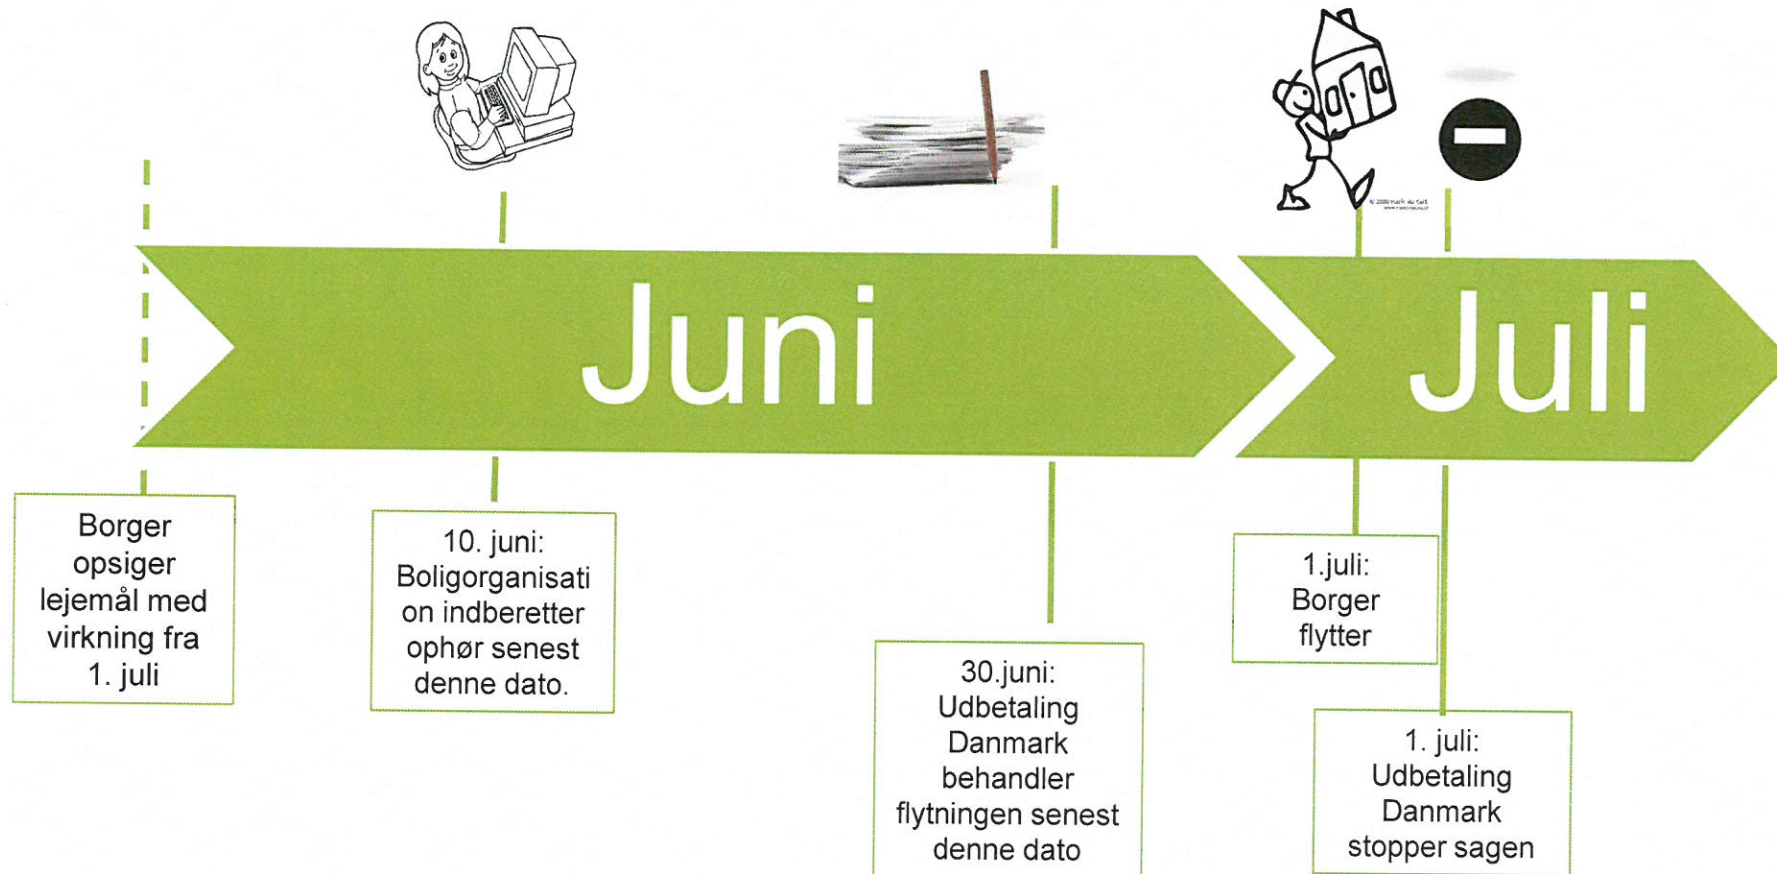 Juni
Juli
Borger
opsiger
lejemål med
virkning fra
1. juli
10. juni:
Boligorganisati
on indberetter
ophør senest
denne dato.
30.juni:
Udbetaling
Danmark
behandler
flytningen senest
denne dato
1.juli:
Borger
flytter
1. juli:
Udbetaling
Danmark
stopper sagen